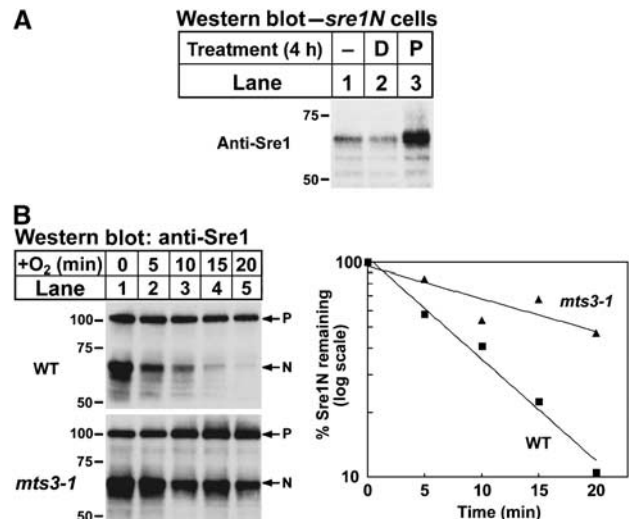 A
Western blot–sre1N cells
Treatment (4 h) – D P
Lane 1 2 3
75
Anti-Sre1
50
B
Western blot: anti-Sre1
+O2 (min) 0 5 10 15 20
Lane 1 2 3 4 5
100 P
WT
75 N
50
100 P
mts3-1
75 N
50
100
% Sre1N remaining
(log scale)
mts3-1
WT
10
0 5 10 15 20
Time (min)